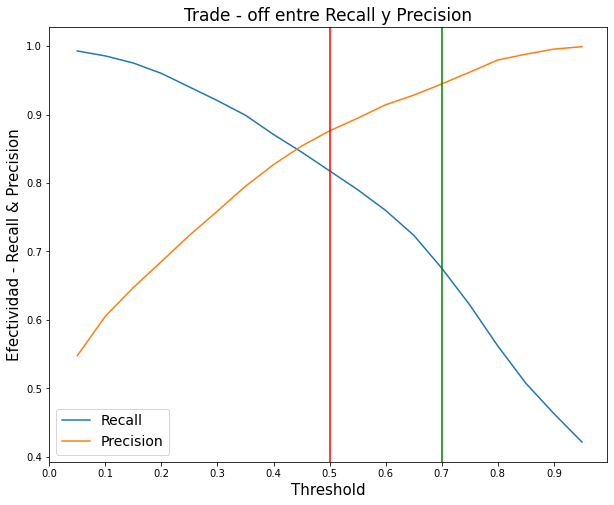 Trade - off entre Recall y Precision
Efectividad - Recall & Precision
1.0
0.9
0.8
0.7
0.6
0.5
0.4
Recall
Precision
0.0 0.1 0.2 0.3 0.4 0.5 0.6 0.7 0.8 0.9
Threshold